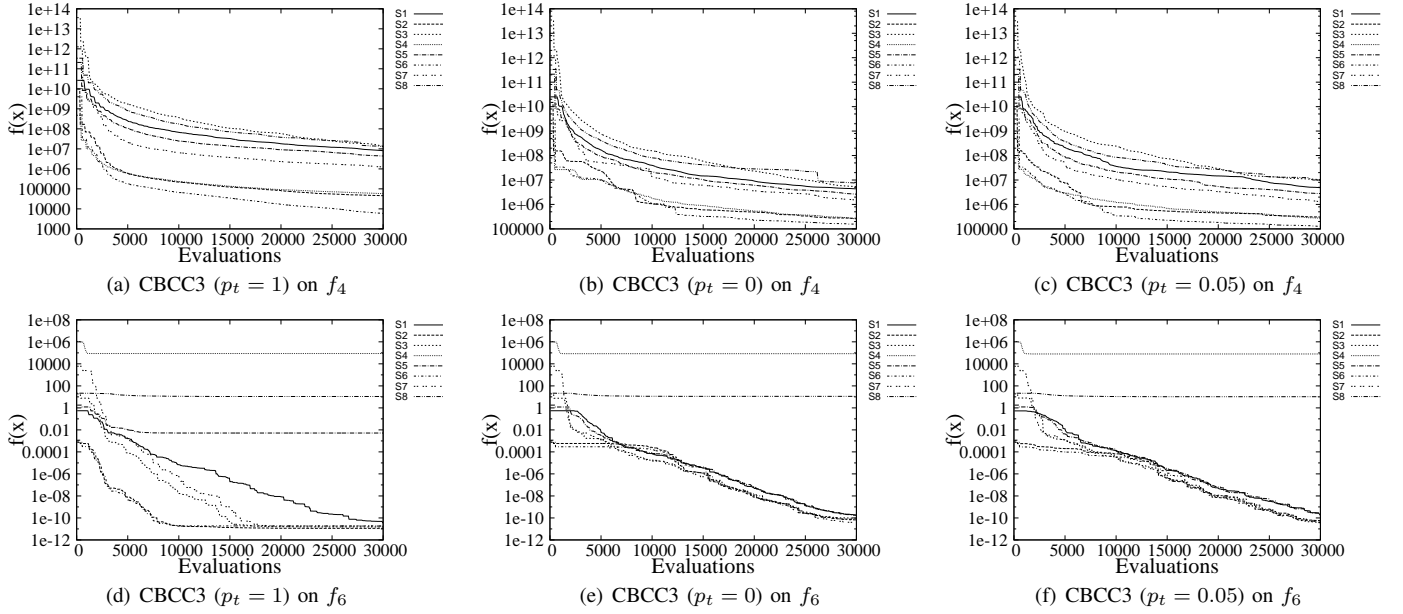 1e+14
1e+13
1e+12
1e+11
1e+10
1e+09
1e+08
1e+07
1e+06
100000
10000
1000
f(x)
0 5000 10000 15000 20000 25000 30000
Evaluations
S1
S2
S3
S4
S5
S6
S7
S8
(a) CBCC3 (p_t = 1) on f_4
1e+14
1e+13
1e+12
1e+11
1e+10
1e+09
1e+08
1e+07
1e+06
100000
f(x)
0 5000 10000 15000 20000 25000 30000
Evaluations
S1
S2
S3
S4
S5
S6
S7
S8
(b) CBCC3 (p_t = 0) on f_4
1e+14
1e+13
1e+12
1e+11
1e+10
1e+09
1e+08
1e+07
1e+06
100000
f(x)
0 5000 10000 15000 20000 25000 30000
Evaluations
S1
S2
S3
S4
S5
S6
S7
S8
(c) CBCC3 (p_t = 0.05) on f_4
1e+08
1e+06
10000
100
1
0.01
0.0001
1e-06
1e-08
1e-10
1e-12
f(x)
0 5000 10000 15000 20000 25000 30000
Evaluations
S1
S2
S3
S4
S5
S6
S7
S8
(d) CBCC3 (p_t = 1) on f_6
1e+08
1e+06
10000
100
1
0.01
0.0001
1e-06
1e-08
1e-10
1e-12
f(x)
0 5000 10000 15000 20000 25000 30000
Evaluations
S1
S2
S3
S4
S5
S6
S7
S8
(e) CBCC3 (p_t = 0) on f_6
1e+08
1e+06
10000
100
1
0.01
0.0001
1e-06
1e-08
1e-10
1e-12
f(x)
0 5000 10000 15000 20000 25000 30000
Evaluations
S1
S2
S3
S4
S5
S6
S7
S8
(f) CBCC3 (p_t = 0.05) on f_6